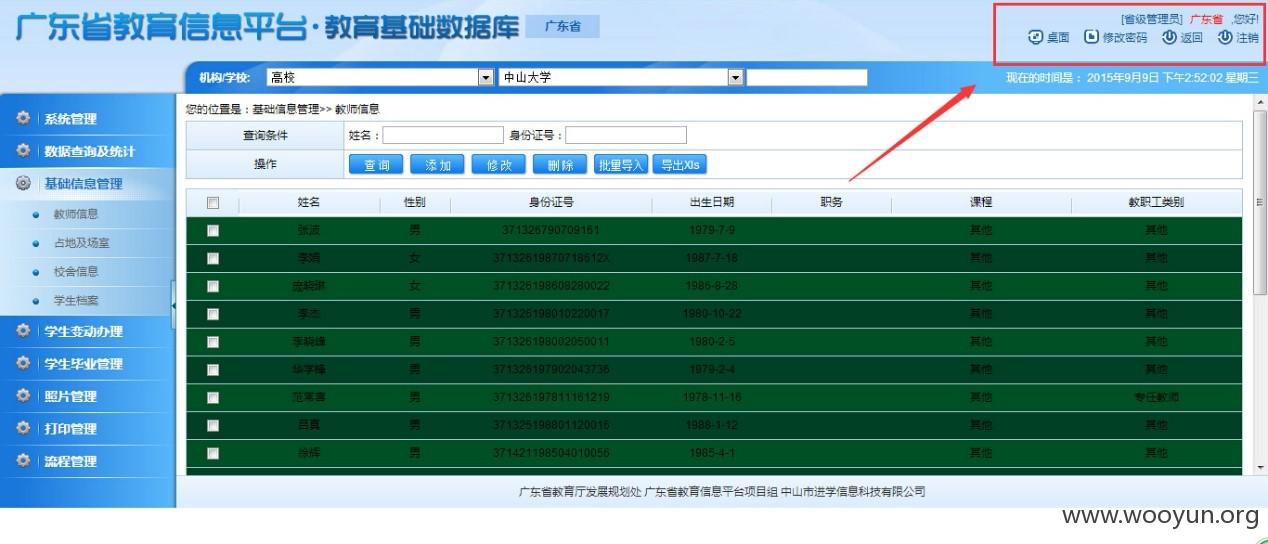 广东省教育信息平台·教育基础数据库 广东省
[省级管理员] 广东省 ,您好!
桌面 修改密码 返回 注销
机构/学校: 高校 中山大学
现在的时间是： 2015年9月9日 下午2:52:02 星期三
系统管理
数据查询及统计
基础信息管理
教师信息
占地及场室
校舍信息
学生档案
学生变动办理
学生毕业管理
照片管理
打印管理
流程管理
您的位置是：基础信息管理>> 教师信息
查询条件 姓名： 身份证号：
操作 查询 添加 修改 删除 批量导入 导出Xls
姓名 性别 身份证号 出生日期 职务 课程 教职工类别
张波 男 371326790709161 1979-7-9 其他 其他
李娟 女 37132619870718612X 1987-7-18 其他 其他
庞晓琳 女 371326198608280022 1986-8-28 其他 其他
李杰 男 371326198010220017 1980-10-22 其他 其他
李晓峰 男 371326198002050011 1980-2-5 其他 其他
华学峰 男 371326197902043736 1979-2-4 其他 其他
范常喜 男 371326197811161219 1978-11-16 其他 专任教师
吕真 男 371325198801120016 1988-1-12 其他 其他
徐辉 男 371421198504010056 1985-4-1 其他 其他
广东省教育厅发展规划处 广东省教育信息平台项目组 中山市进学信息科技有限公司
www.wooyun.org